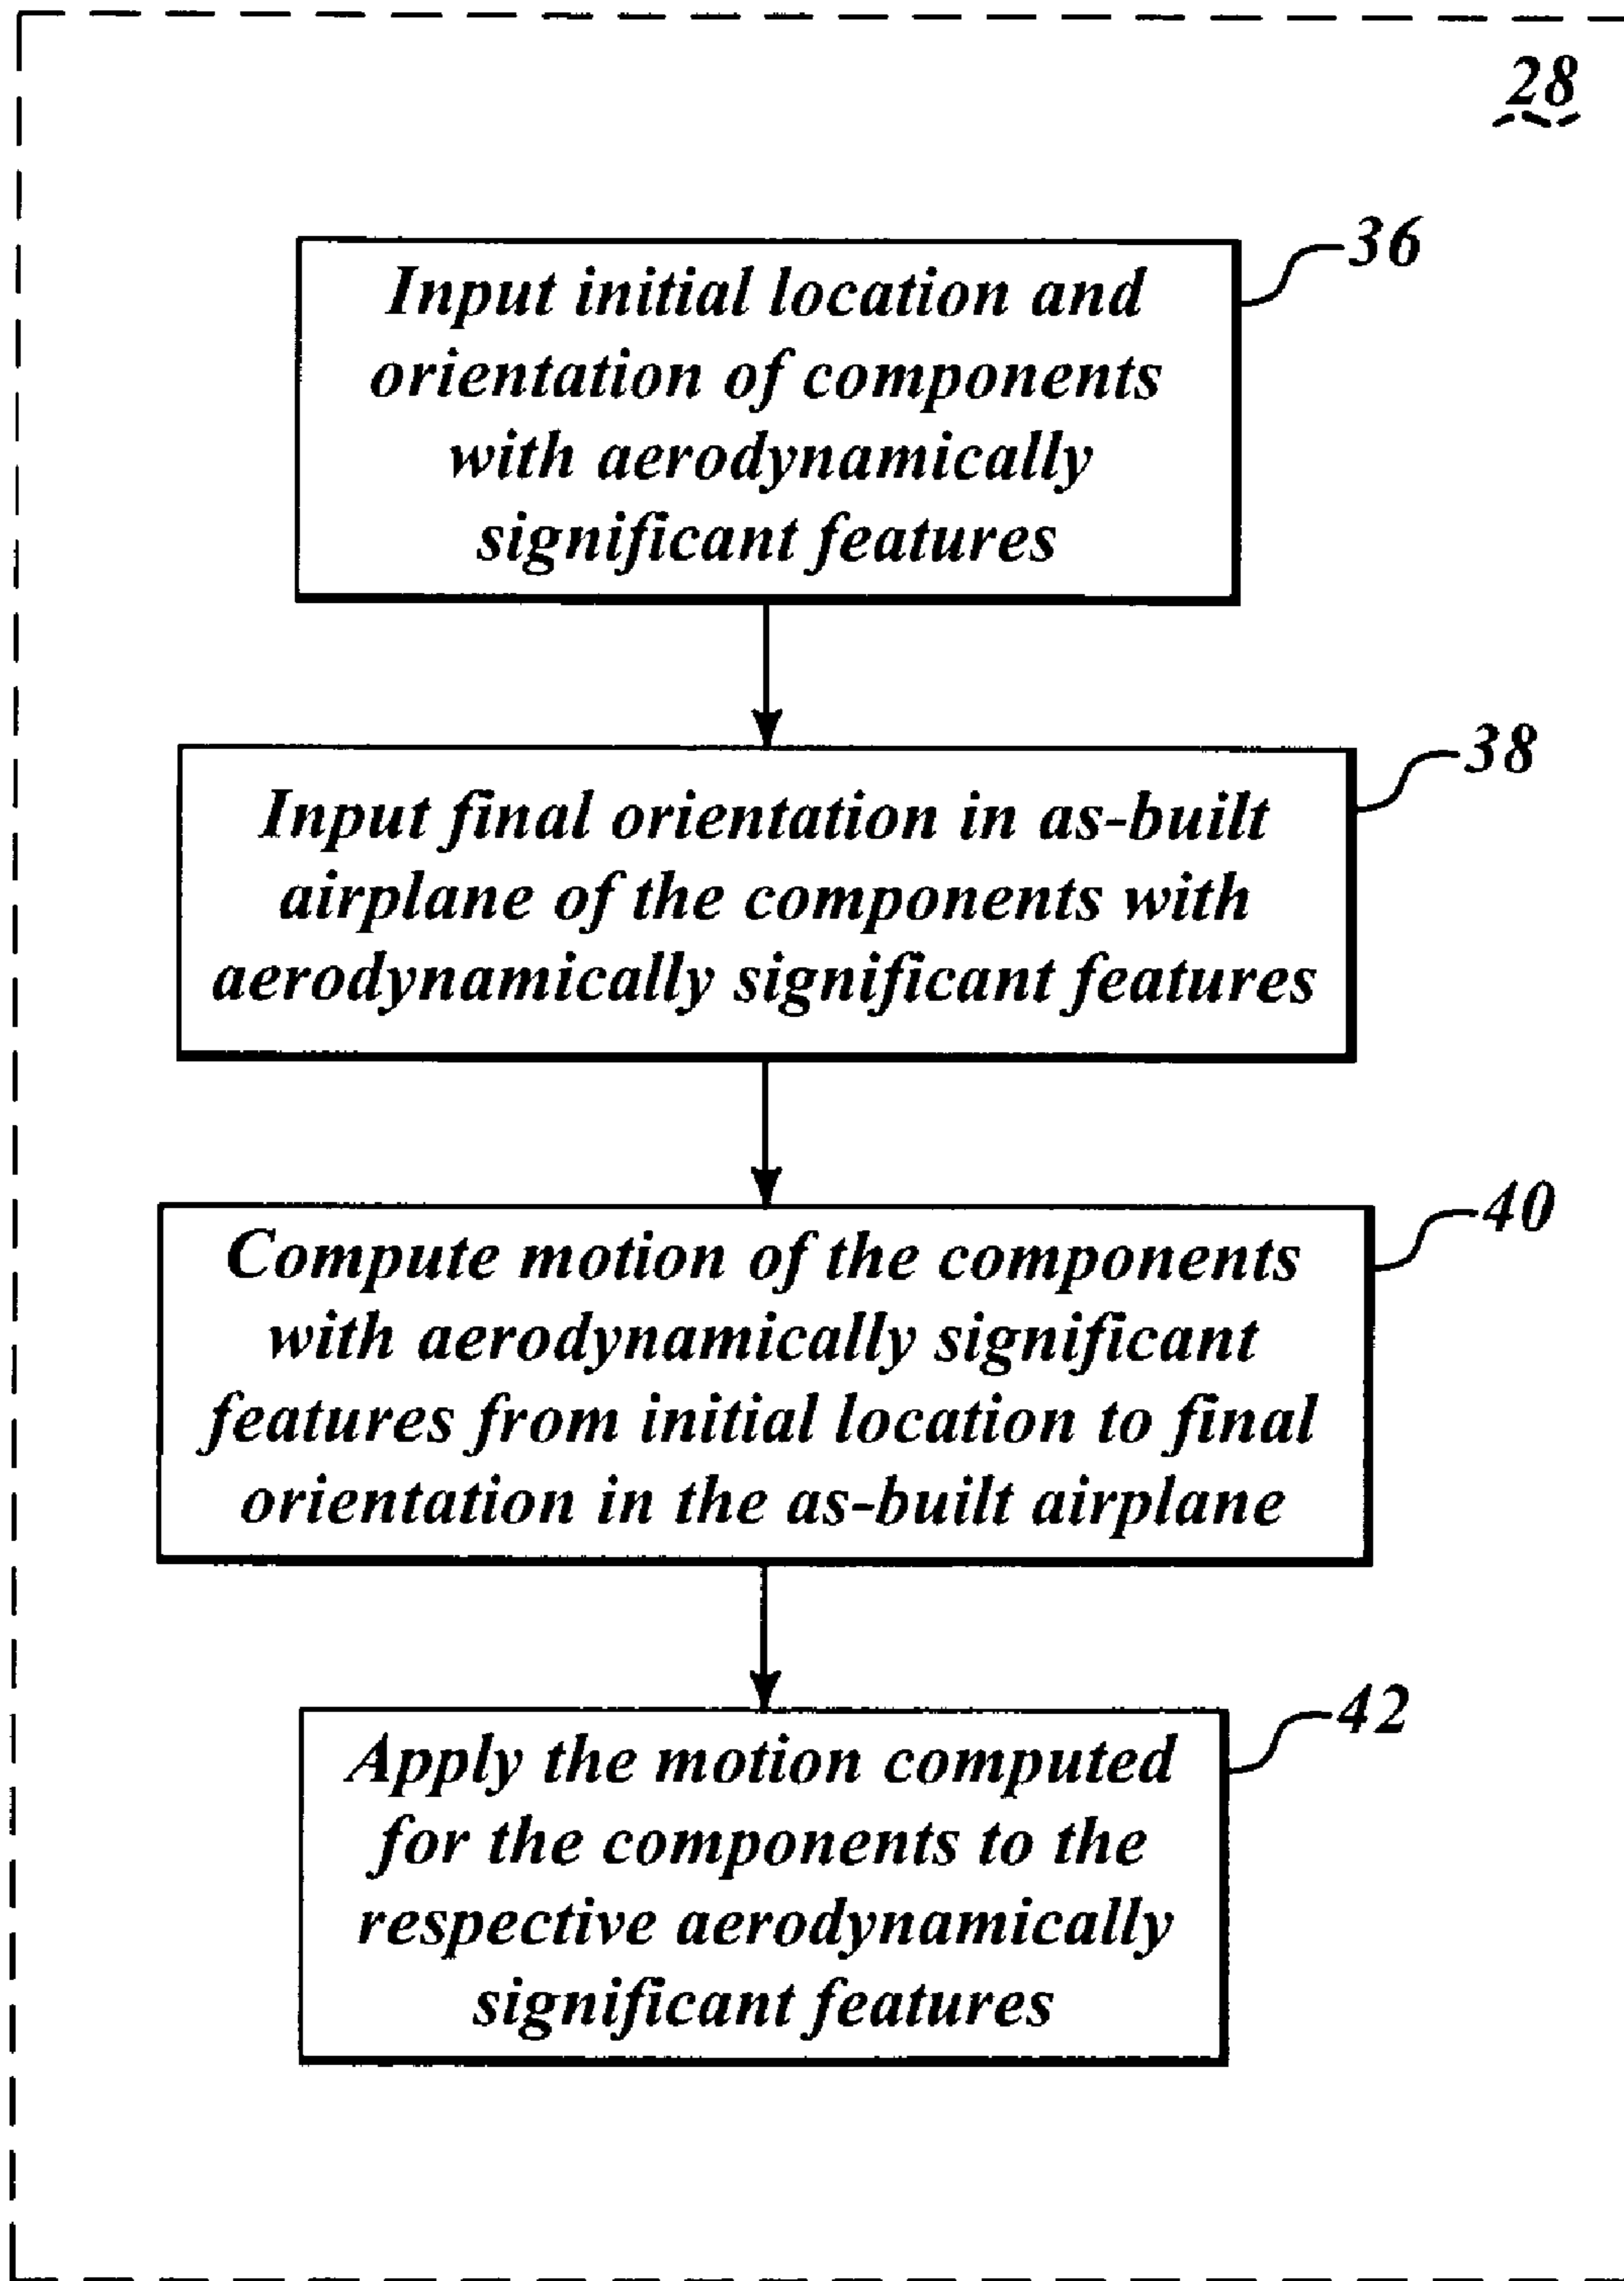 28
36
Input initial location and
orientation of components
with aerodynamically
significant features
38
Input final orientation in as-built
airplane of the components with
aerodynamically significant features
40
Compute motion of the components
with aerodynamically significant
features from initial location to final
orientation in the as-built airplane
42
Apply the motion computed
for the components to the
respective aerodynamically
significant features